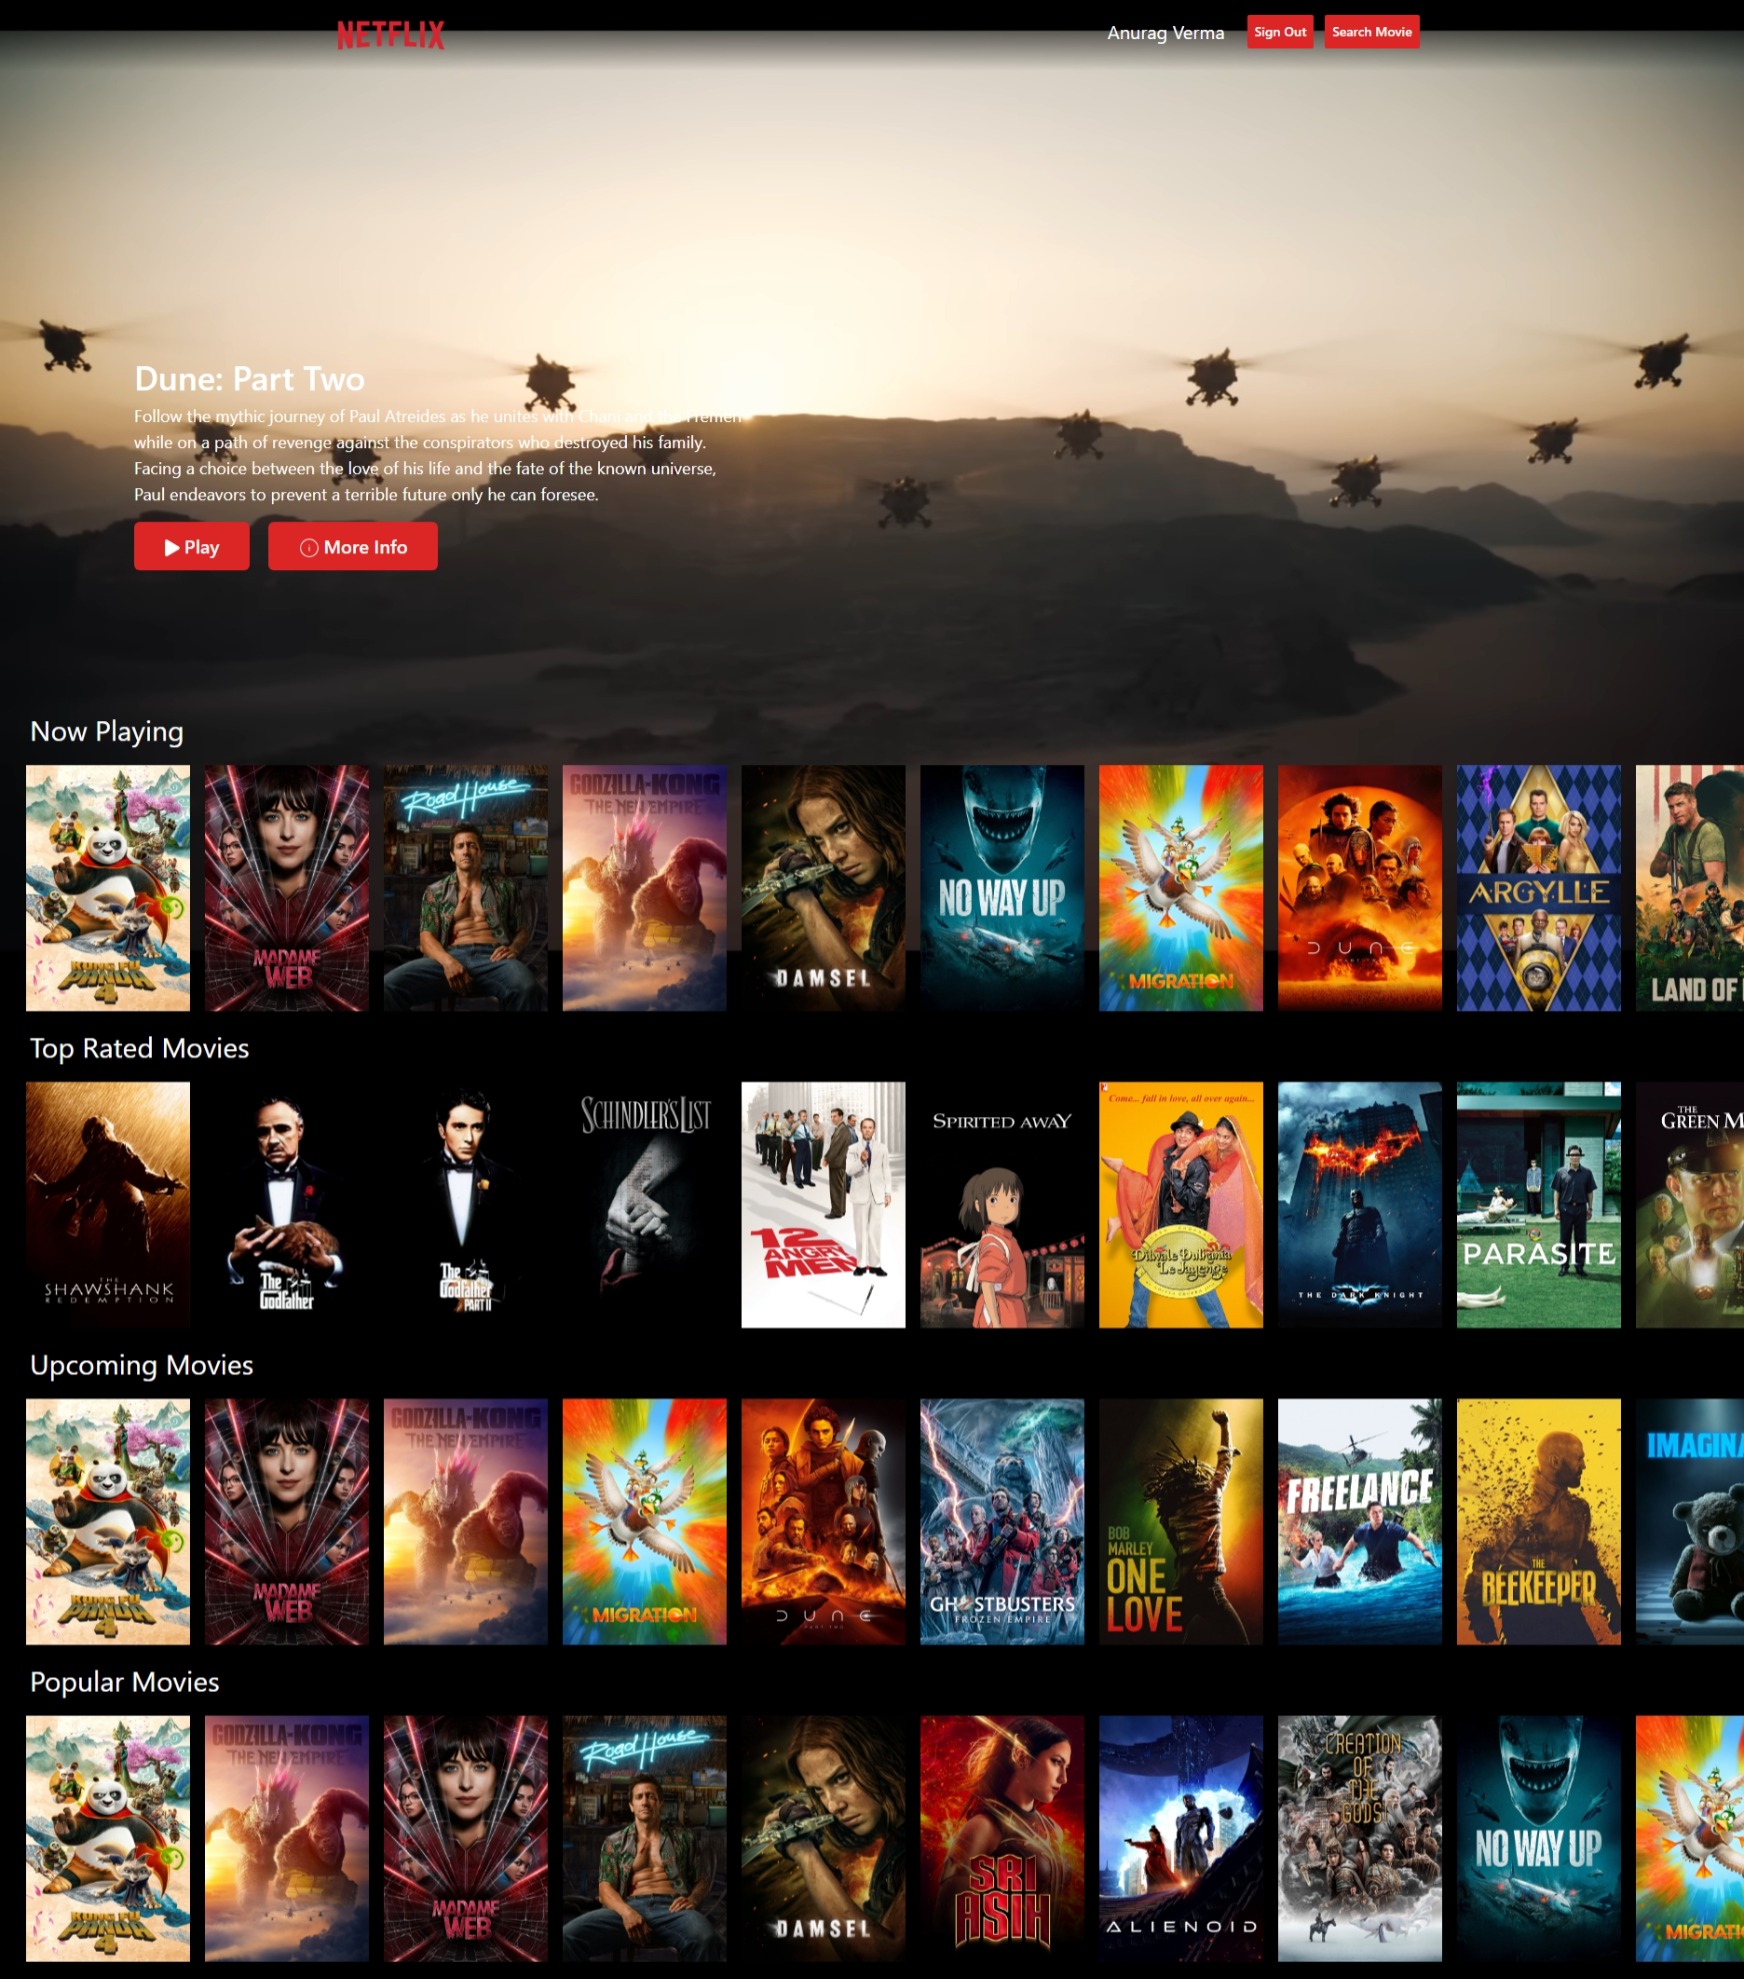 NETFLIX
Anurag Verma
Sign Out
Search Movie
Dune: Part Two
Follow the mythic journey of Paul Atreides as he unites with Chani and the Fremen
while on a path of revenge against the conspirators who destroyed his family.
Facing a choice between the love of his life and the fate of the known universe,
Paul endeavors to prevent a terrible future only he can foresee.
Play
More Info
Now Playing
KUNG FU
PANDA
4
MADAME
WEB
Road House
GODZILLA-KONG
THE NEW EMPIRE
DAMSEL
NO WAY UP
MIGRATION
DUNE
ARGYLLE
LAND OF
Top Rated Movies
THE
SHAWSHANK
REDEMPTION
The
Godfather
The
Godfather
PART II
SCHINDLER'S LIST
12
ANGRY
MEN
SPIRITED AWAY
Come... fall in love, all over again...
Dilwale Dulhania
Le Jayenge
THE DARK KNIGHT
PARASITE
THE
GREEN M
Upcoming Movies
KUNG FU
PANDA
4
MADAME
WEB
GODZILLA-KONG
THE NEW EMPIRE
MIGRATION
DUNE
PART TWO
GHOSTBUSTERS
FROZEN EMPIRE
BOB
MARLEY
ONE
LOVE
FREELANCE
THE
BEEKEEPER
IMAGINA
Popular Movies
KUNG FU
PANDA
4
GODZILLA-KONG
THE NEW EMPIRE
MADAME
WEB
Road House
DAMSEL
SRI
ASIH
ALIENOID
CREATION
OF
THE
GODS
NO WAY UP
MIGRATI